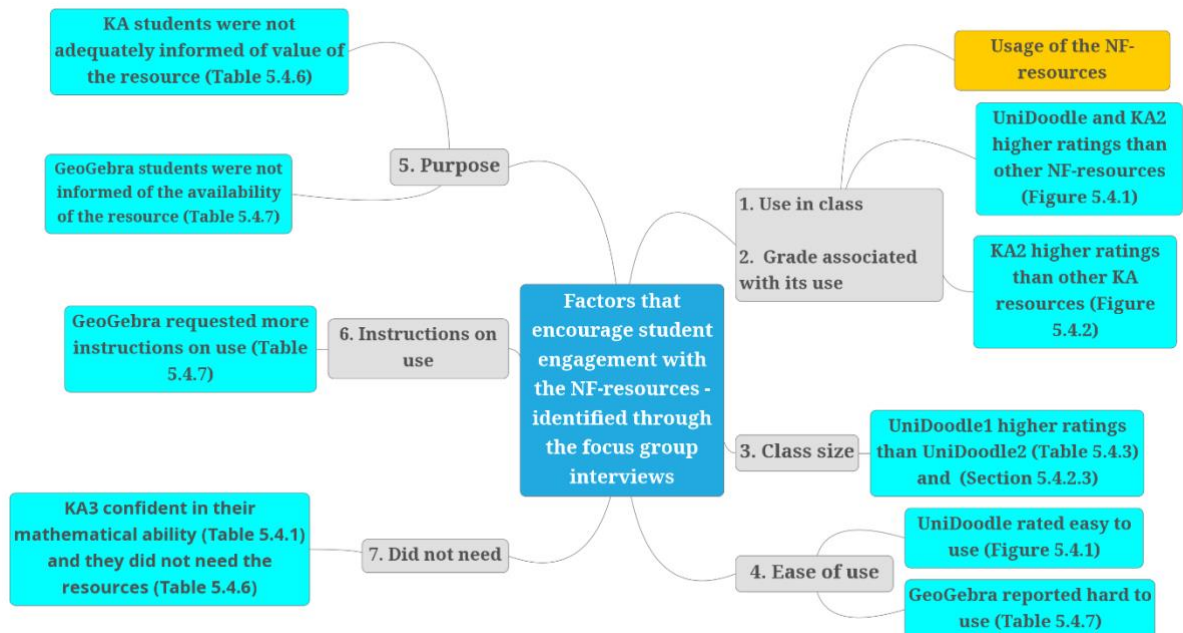 KA students were not
adequately informed of value of
the resource (Table 5.4.6)
GeoGebra students were not
informed of the availability
of the resource (Table 5.4.7)
5. Purpose
GeoGebra requested more
instructions on use (Table
5.4.7)
6. Instructions on
use
KA3 confident in their
mathematical ability (Table 5.4.1)
and they did not need the
resources (Table 5.4.6)
7. Did not need
Factors that
encourage student
engagement with
the NF-resources -
identified through
the focus group
interviews
1. Use in class
2. Grade associated
with its use
Usage of the NF-
resources
UniDoodle and KA2
higher ratings than
other NF-resources
(Figure 5.4.1)
KA2 higher ratings
than other KA
resources (Figure
5.4.2)
3. Class size
UniDoodle1 higher ratings
than UniDoodle2 (Table 5.4.3)
and (Section 5.4.2.3)
4. Ease of use
UniDoodle rated easy to
use (Figure 5.4.1)
GeoGebra reported hard to
use (Table 5.4.7)